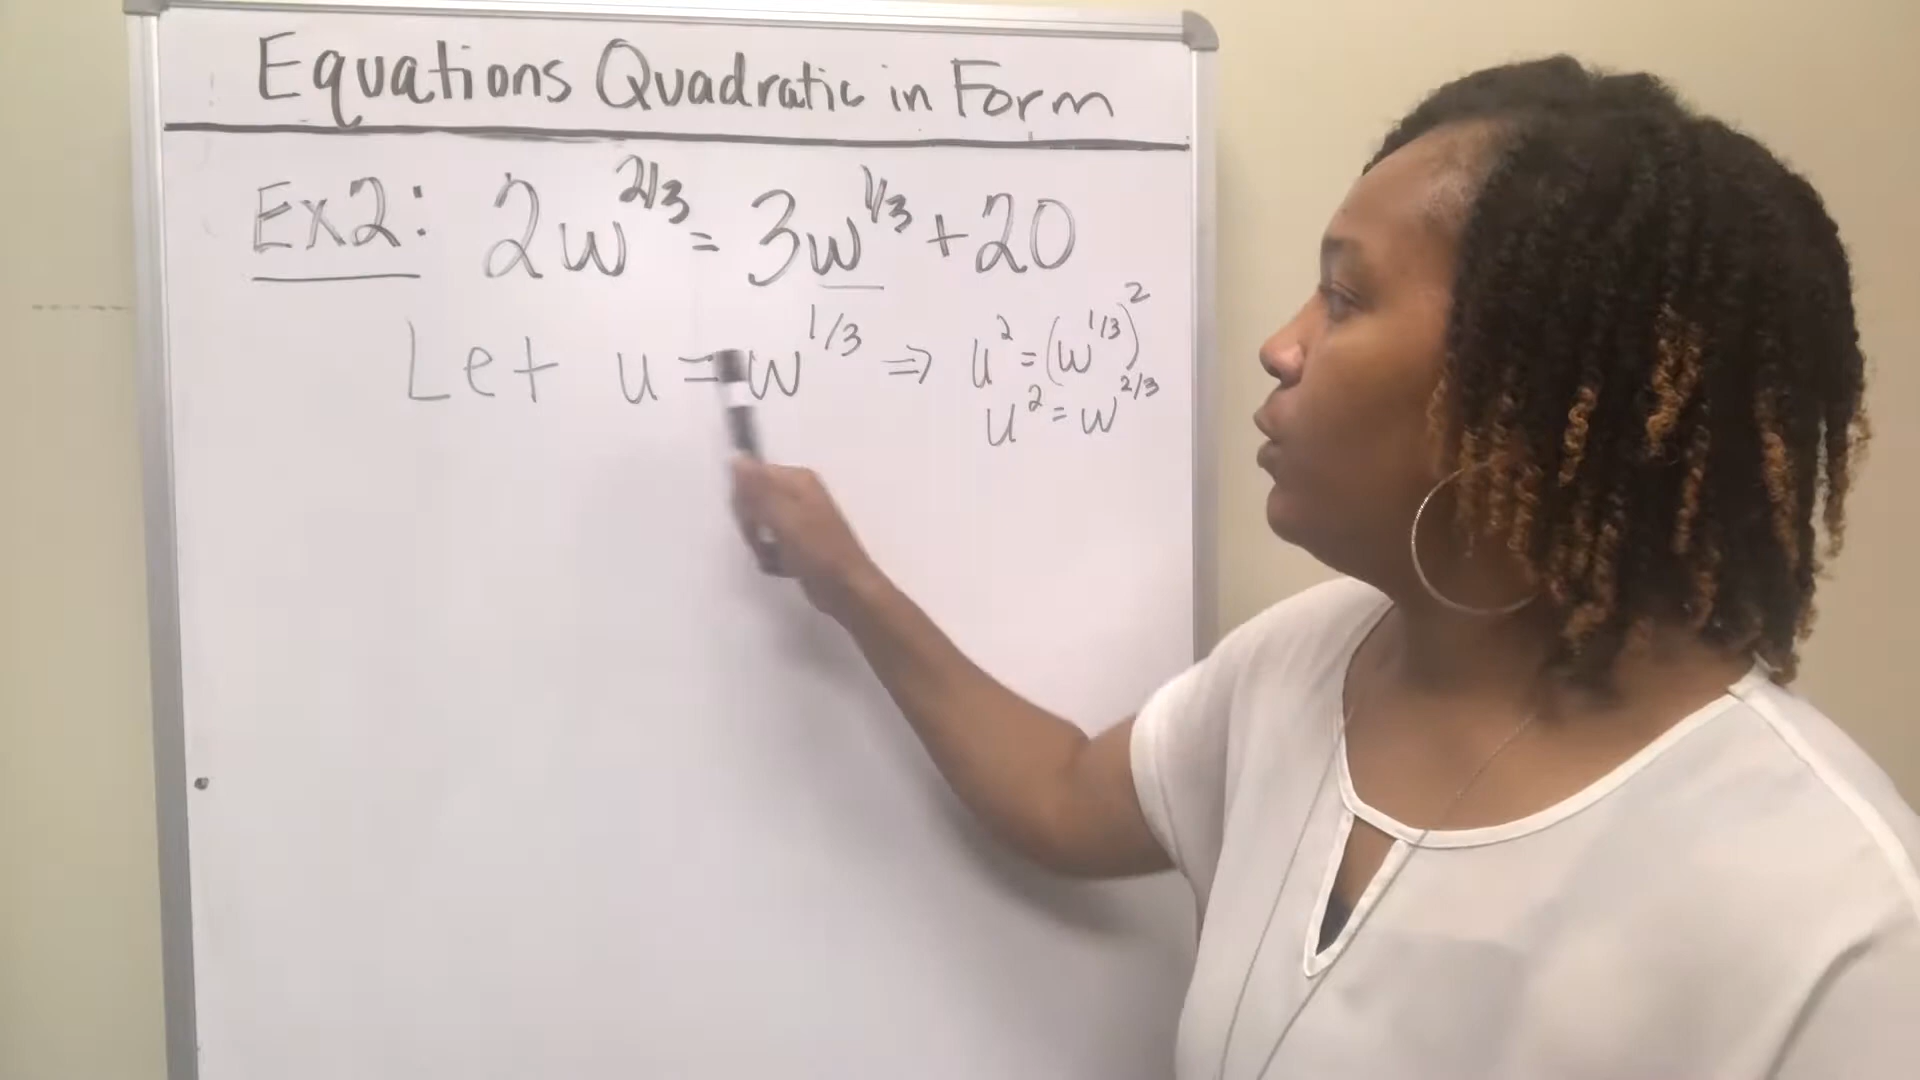 Equations Quadratic in Form
Ex2: 2w^2/3 = 3w^1/3 + 20
Let u = w^1/3 ⇒ u^2 = (w^1/3)^2
u^2 = w^2/3